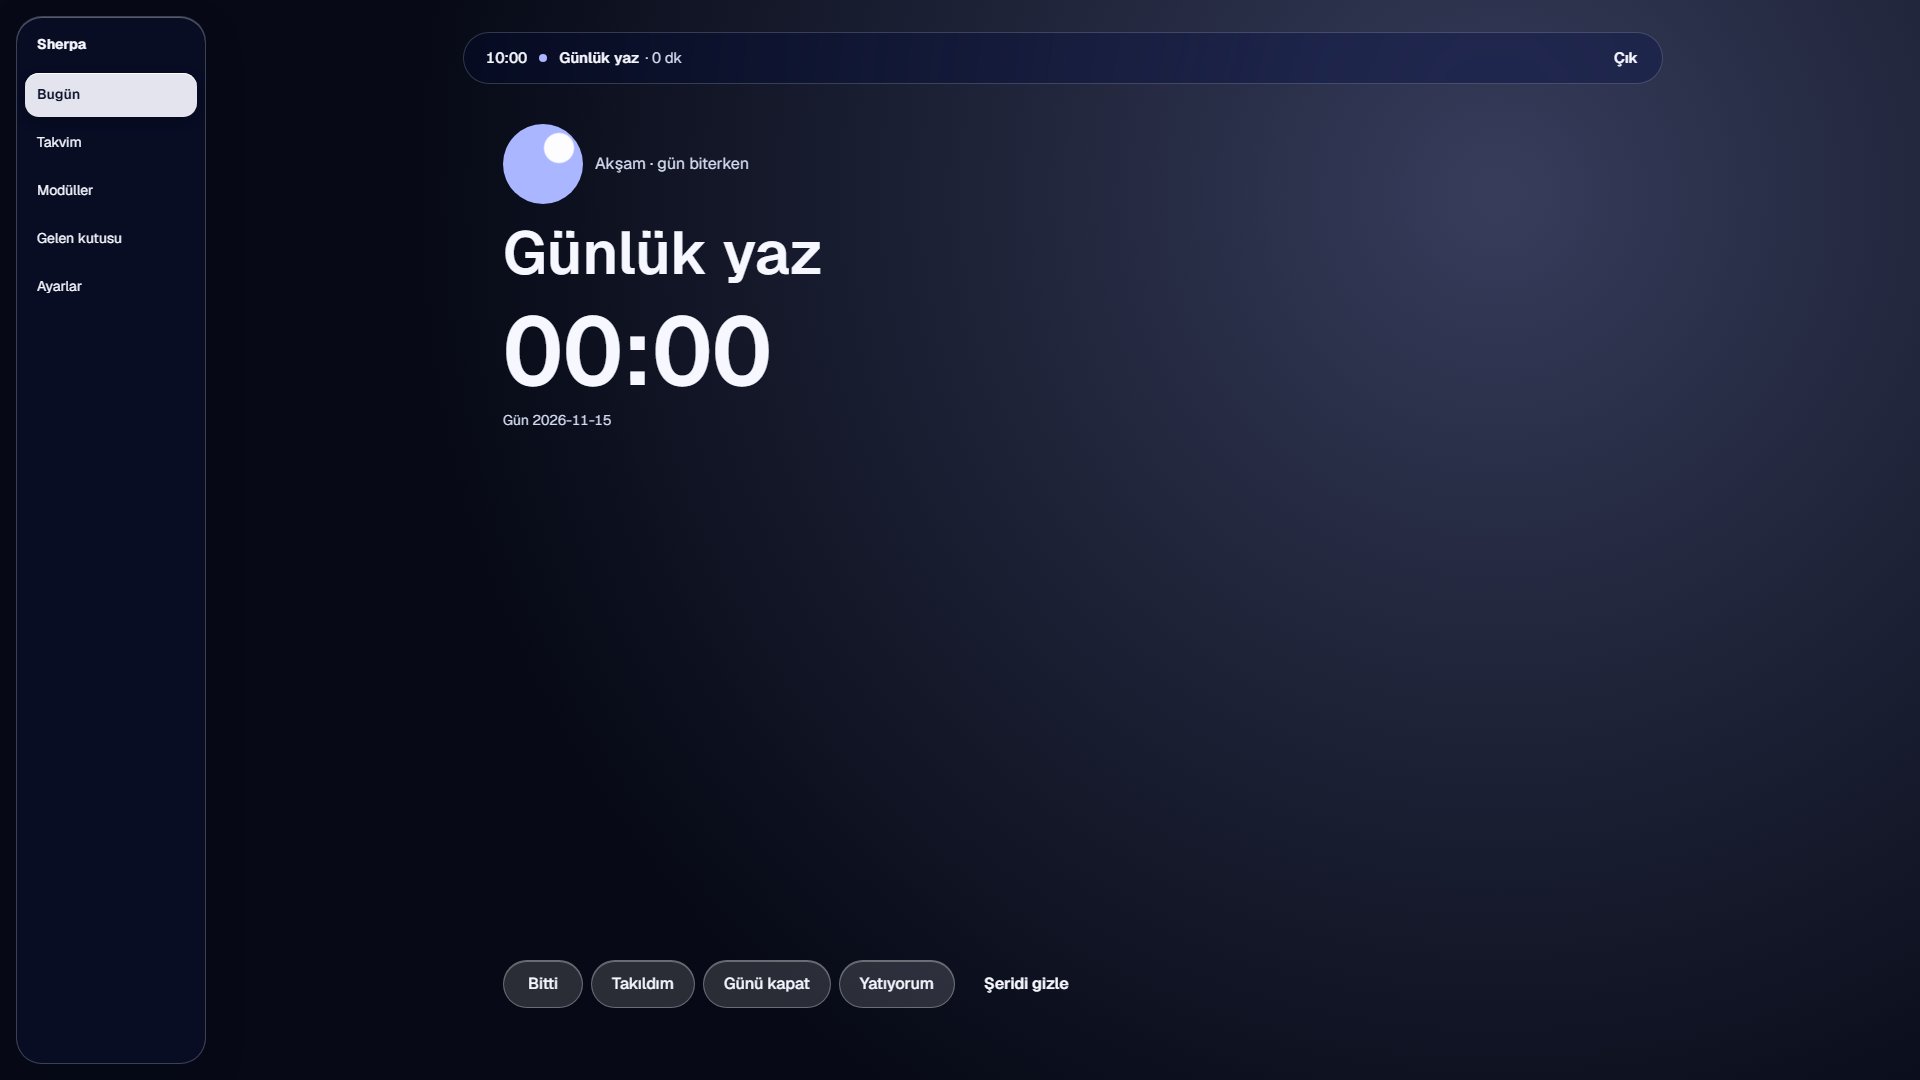 Sherpa
Bugün
Takvim
Modüller
Gelen kutusu
Ayarlar
10:00 Günlük yaz · 0 dk Çık
Akşam · gün biterken
Günlük yaz
00:00
Gün 2026-11-15
Bitti Takıldım Günü kapat Yatıyorum Şeridi gizle